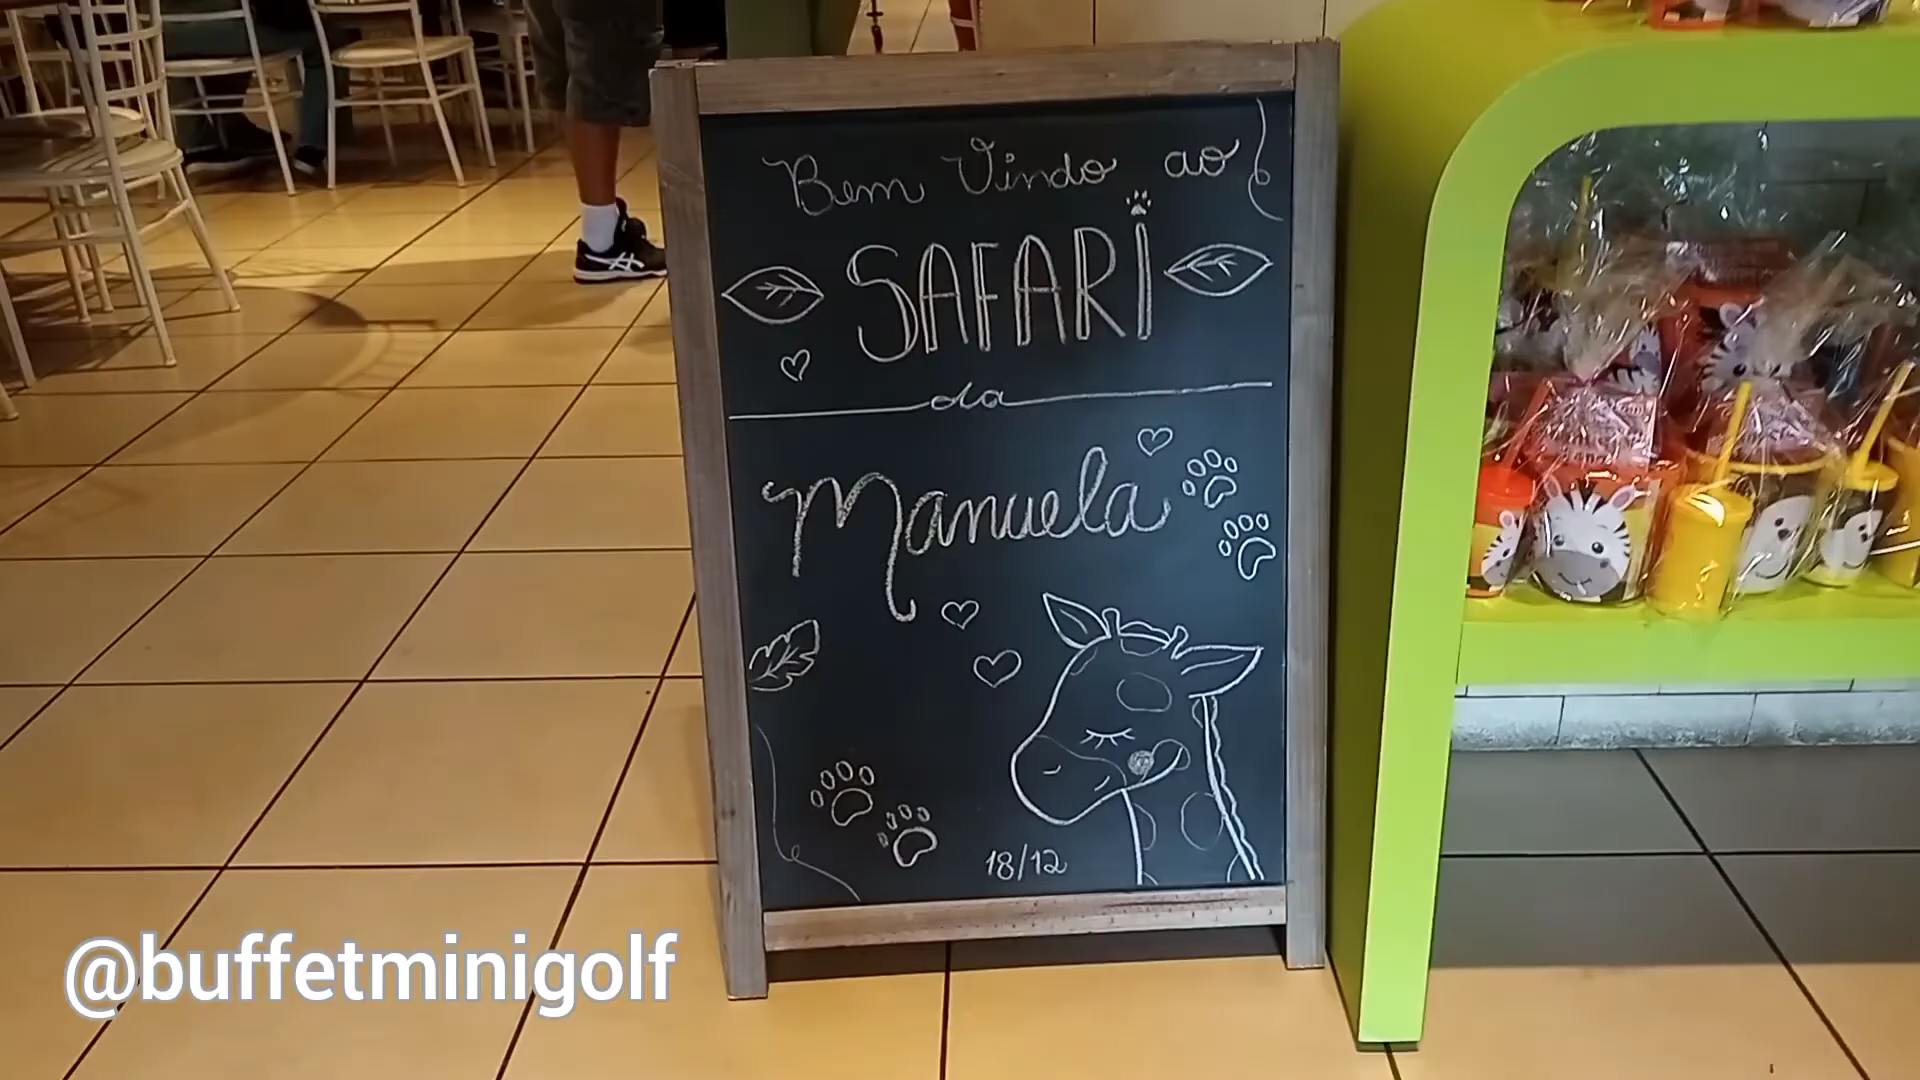 Bem Vindo ao
SAFARI
da
Manuela
18/12
@buffetminigolf